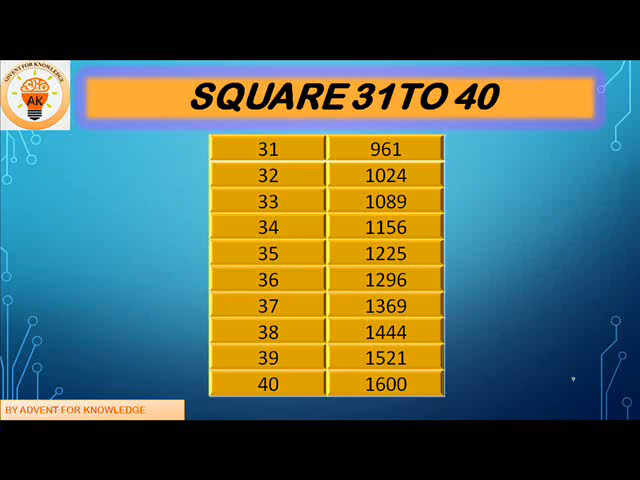 ADVENT FOR KNOWLEDGE
AK
SQUARE 31TO 40
31 961
32 1024
33 1089
34 1156
35 1225
36 1296
37 1369
38 1444
39 1521
40 1600
9
BY ADVENT FOR KNOWLEDGE